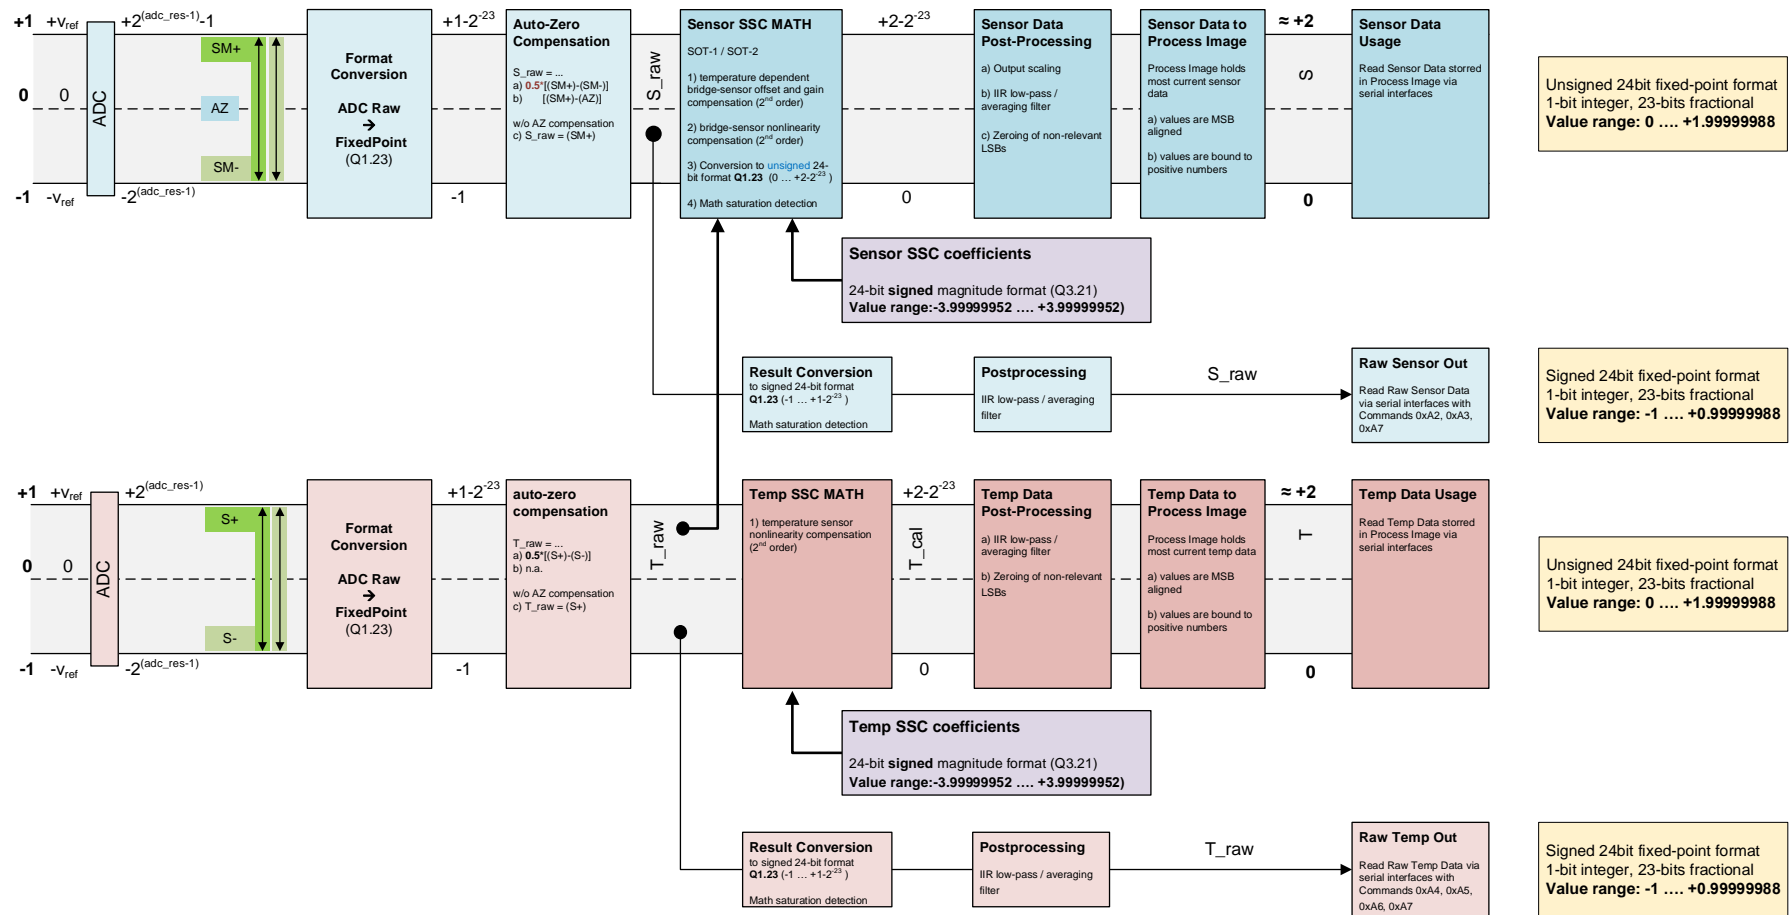 +1 +vref +2(adc_res-1)-1
0 0
-1 -vref -2(adc_res-1)
ADC
SM+
AZ
SM-
Format
Conversion
ADC Raw
→
FixedPoint
(Q1.23)
+1-2-23
-1
Auto-Zero
Compensation
S_raw = ...
a) 0.5*[(SM+)-(SM-)]
b) [(SM+)-(AZ)]
w/o AZ compensation
c) S_raw = (SM+)
S_raw
Sensor SSC MATH
SOT-1 / SOT-2
1) temperature dependent
bridge-sensor offset and gain
compensation (2nd order)
2) bridge-sensor nonlinearity
compensation (2nd order)
3) Conversion to unsigned 24-
bit format Q1.23 (0 ... +2-2-23 )
4) Math saturation detection
+2-2-23
0
Sensor Data
Post-Processing
a) Output scaling
b) IIR low-pass /
averaging filter
c) Zeroing of non-relevant
LSBs
Sensor Data to
Process Image
Process Image holds
most current sensor
data
a) values are MSB
aligned
b) values are bound to
positive numbers
≈ +2
S
0
Sensor Data
Usage
Read Sensor Data storred
in Process Image via
serial interfaces
Unsigned 24bit fixed-point format
1-bit integer, 23-bits fractional
Value range: 0 .... +1.99999988
Sensor SSC coefficients
24-bit signed magnitude format (Q3.21)
Value range:-3.99999952 .... +3.99999952)
Result Conversion
to signed 24-bit format
Q1.23 (-1 ... +1-2-23 )
Math saturation detection
Postprocessing
IIR low-pass / averaging
filter
S_raw
Raw Sensor Out
Read Raw Sensor Data
via serial interfaces with
Commands 0xA2, 0xA3,
0xA7
Signed 24bit fixed-point format
1-bit integer, 23-bits fractional
Value range: -1 .... +0.99999988
+1 +vref +2(adc_res-1)
0 0
-1 -vref -2(adc_res-1)
ADC
S+
S-
Format
Conversion
ADC Raw
→
FixedPoint
(Q1.23)
+1-2-23
-1
auto-zero
compensation
T_raw = ...
a) 0.5*[(S+)-(S-)]
b) n.a.
w/o AZ compensation
c) T_raw = (S+)
T_raw
Temp SSC MATH
1) temperature sensor
nonlinearity compensation
(2nd order)
+2-2-23
T_cal
0
Temp Data
Post-Processing
a) IIR low-pass /
averaging filter
b) Zeroing of non-relevant
LSBs
Temp Data to
Process Image
Process Image holds
most current temp data
a) values are MSB
aligned
b) values are bound to
positive numbers
≈ +2
T
0
Temp Data Usage
Read Temp Data storred
in Process Image via
serial interfaces
Unsigned 24bit fixed-point format
1-bit integer, 23-bits fractional
Value range: 0 .... +1.99999988
Temp SSC coefficients
24-bit signed magnitude format (Q3.21)
Value range:-3.99999952 .... +3.99999952)
Result Conversion
to signed 24-bit format
Q1.23 (-1 ... +1-2-23 )
Math saturation detection
Postprocessing
IIR low-pass / averaging
filter
T_raw
Raw Temp Out
Read Raw Temp Data via
serial interfaces with
Commands 0xA4, 0xA5,
0xA6, 0xA7
Signed 24bit fixed-point format
1-bit integer, 23-bits fractional
Value range: -1 .... +0.99999988